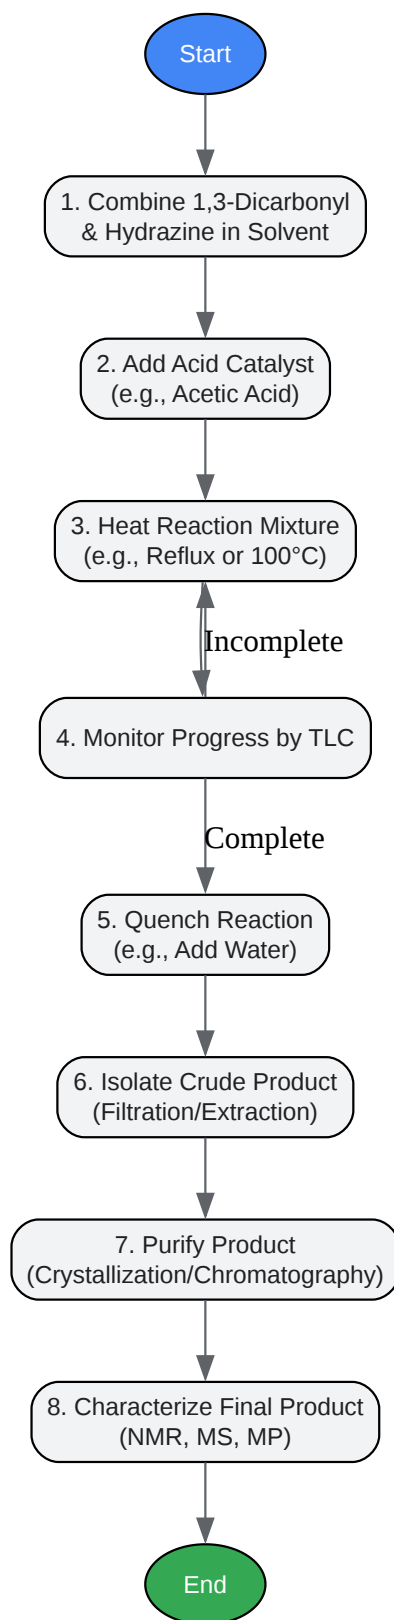 Start
1. Combine 1,3-Dicarbonyl
& Hydrazine in Solvent
2. Add Acid Catalyst
(e.g., Acetic Acid)
3. Heat Reaction Mixture
(e.g., Reflux or 100°C)
Incomplete
4. Monitor Progress by TLC
Complete
5. Quench Reaction
(e.g., Add Water)
6. Isolate Crude Product
(Filtration/Extraction)
7. Purify Product
(Crystallization/Chromatography)
8. Characterize Final Product
(NMR, MS, MP)
End